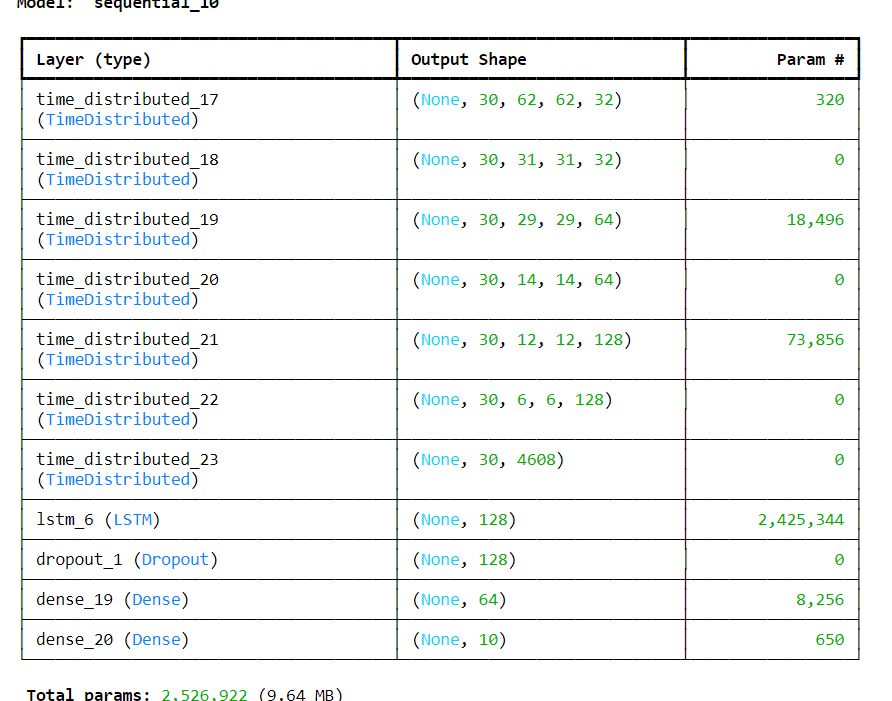 Model: "sequential_10"
Layer (type) Output Shape Param #
time_distributed_17 (None, 30, 62, 62, 32) 320
(TimeDistributed)
time_distributed_18 (None, 30, 31, 31, 32) 0
(TimeDistributed)
time_distributed_19 (None, 30, 29, 29, 64) 18,496
(TimeDistributed)
time_distributed_20 (None, 30, 14, 14, 64) 0
(TimeDistributed)
time_distributed_21 (None, 30, 12, 12, 128) 73,856
(TimeDistributed)
time_distributed_22 (None, 30, 6, 6, 128) 0
(TimeDistributed)
time_distributed_23 (None, 30, 4608) 0
(TimeDistributed)
lstm_6 (LSTM) (None, 128) 2,425,344
dropout_1 (Dropout) (None, 128) 0
dense_19 (Dense) (None, 64) 8,256
dense_20 (Dense) (None, 10) 650
Total params: 2,526,922 (9.64 MB)